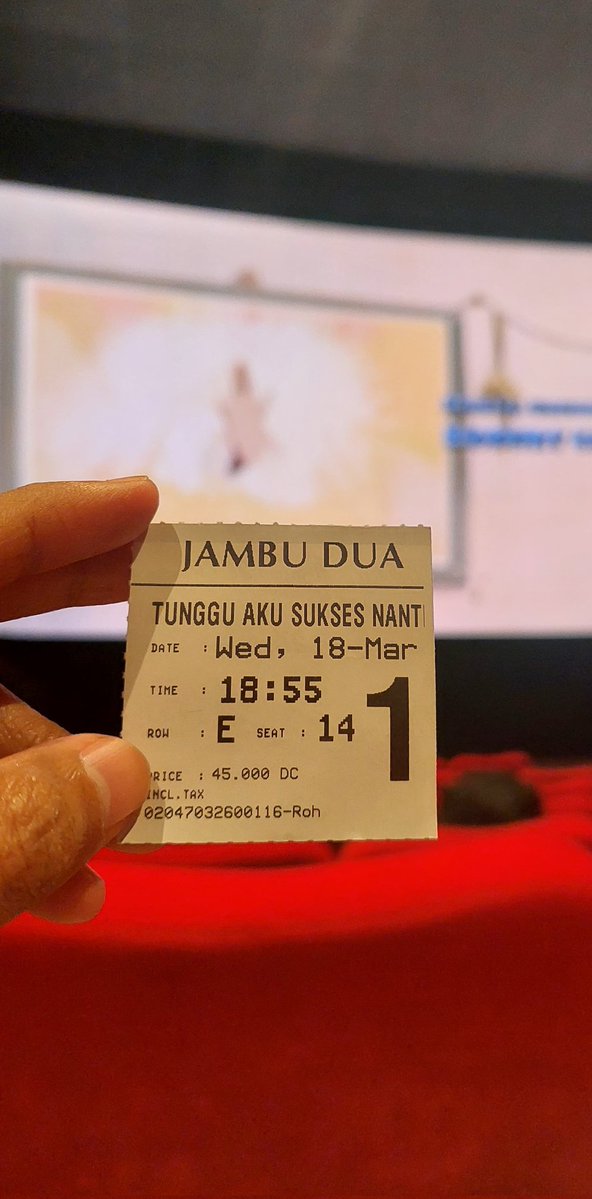 JAMBU DUA
TUNGGU AKU SUKSES NANT
DATE : Wed, 18-Mar
TIME : 18:55
ROW : E SEAT : 14
1
PRICE : 45.000 DC
INCL.TAX
02047032600116-Roh